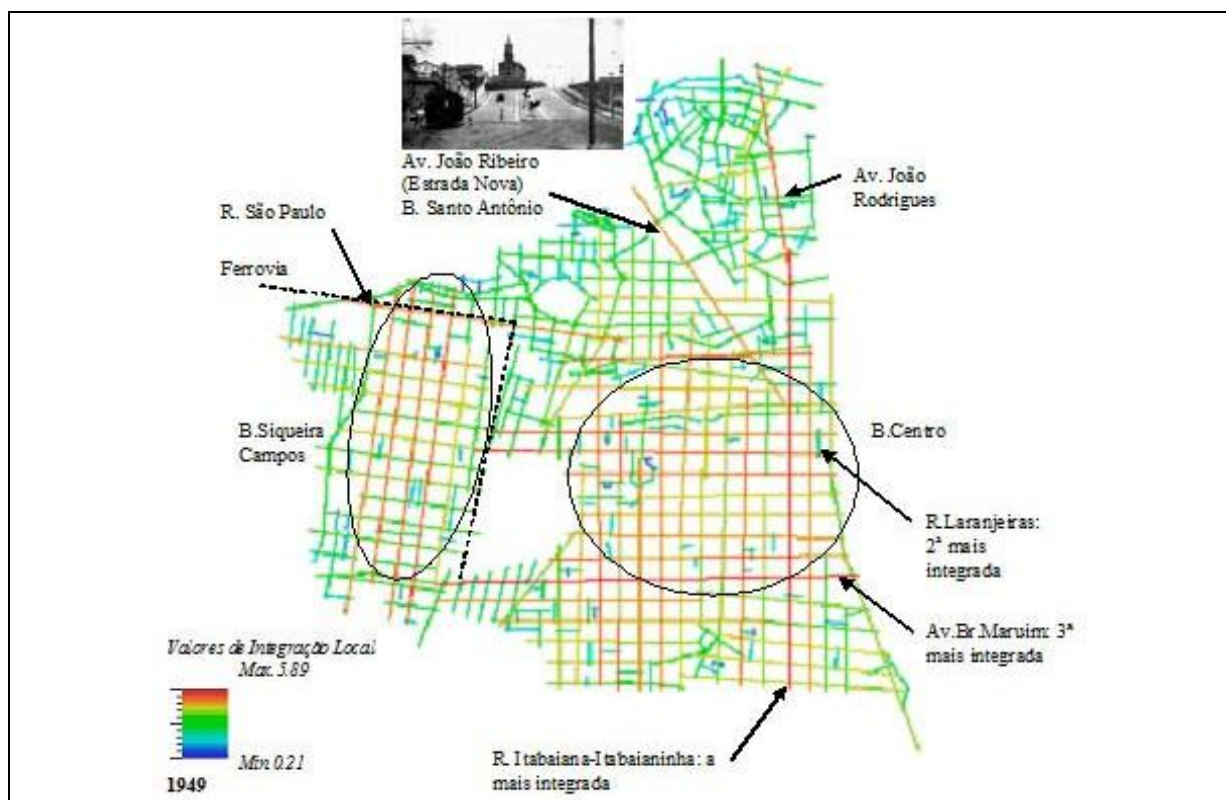 Av. João Ribeiro
(Estrada Nova)
B. Santo Antônio
Av. João
Rodrigues
R. São Paulo
Ferrovia
B.Siqueira
Campos
B.Centro
R.Laranjeiras:
2ª mais
integrada
Av.Br.Maruim: 3ª
mais integrada
Valores de Integração Local
Max. 5.89
Min 0.21
1949
R. Itabaiana-Itabaianinha: a
mais integrada